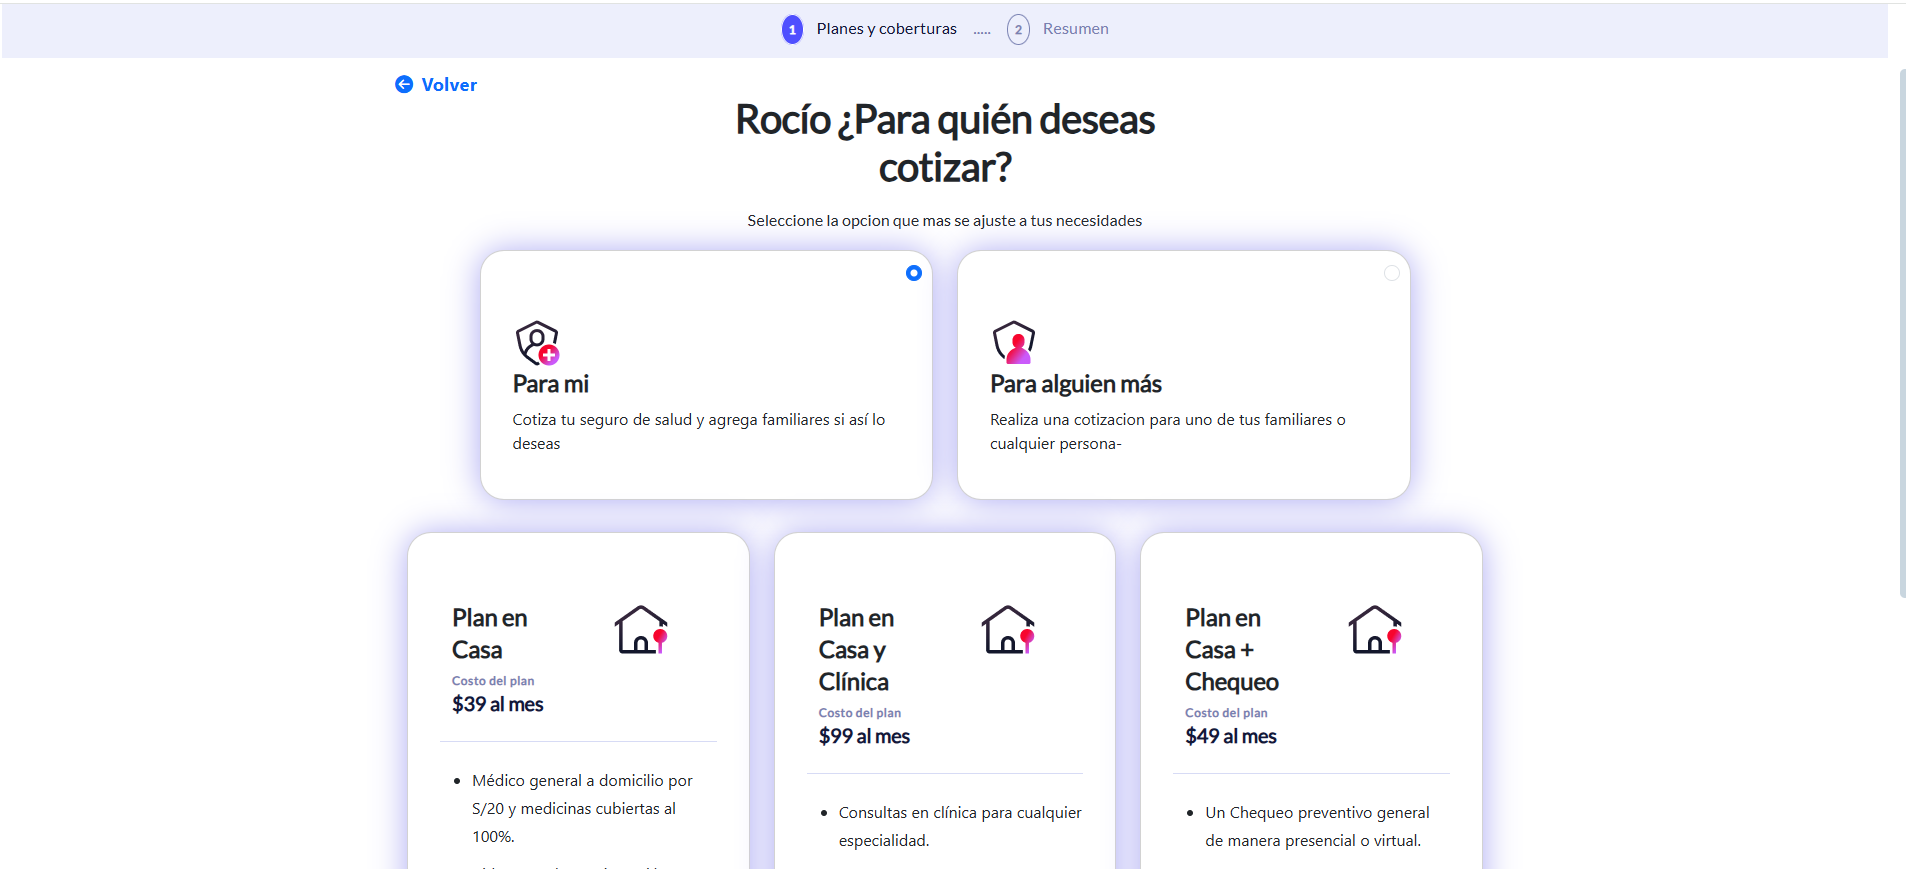 1 Planes y coberturas ..... 2 Resumen
Volver
Rocío ¿Para quién deseas
cotizar?
Seleccione la opcion que mas se ajuste a tus necesidades
Para mi
Cotiza tu seguro de salud y agrega familiares si así lo
deseas
Para alguien más
Realiza una cotizacion para uno de tus familiares o
cualquier persona-
Plan en
Casa
Costo del plan
$39 al mes
Médico general a domicilio por
S/20 y medicinas cubiertas al
100%.
Plan en
Casa y
Clínica
Costo del plan
$99 al mes
Consultas en clínica para cualquier
especialidad.
Plan en
Casa +
Chequeo
Costo del plan
$49 al mes
Un Chequeo preventivo general
de manera presencial o virtual.